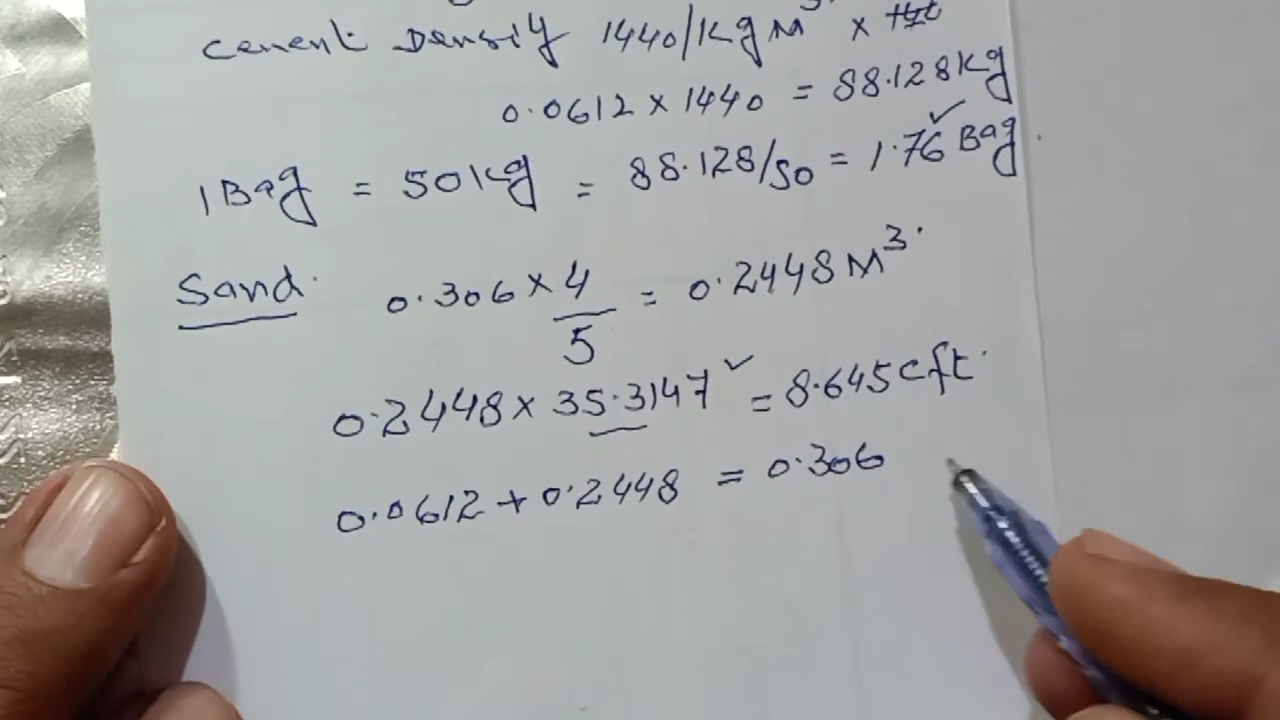 Cement Density 1440/Kg M³ ×
0.0612 × 1440 = 88.128 Kg
1 Bag = 50 Kg = 88.128/50 = 1.76 Bag.
Sand. 0.306 × 4/5 = 0.2448 M³.
0.2448 × 35.3147 ✓ = 8.645 cft.
0.0612 + 0.2448 = 0.306